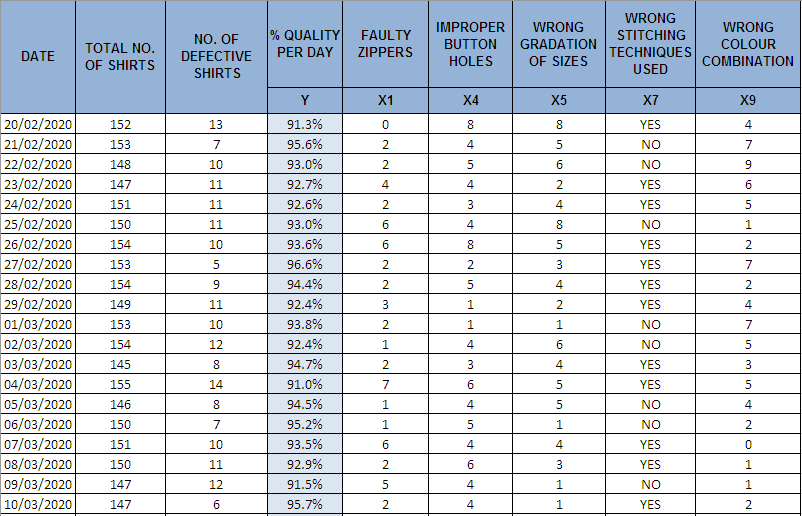 DATE TOTAL NO. OF SHIRTS NO. OF DEFECTIVE SHIRTS % QUALITY PER DAY FAULTY ZIPPERS IMPROPER BUTTON HOLES WRONG GRADATION OF SIZES WRONG STITCHING TECHNIQUES USED WRONG COLOUR COMBINATION
Y X1 X4 X5 X7 X9
20/02/2020 152 13 91.3% 0 8 8 YES 4
21/02/2020 153 7 95.6% 2 4 5 NO 7
22/02/2020 148 10 93.0% 2 5 6 NO 9
23/02/2020 147 11 92.7% 4 4 2 YES 6
24/02/2020 151 11 92.6% 2 3 4 YES 5
25/02/2020 150 11 93.0% 6 4 8 NO 1
26/02/2020 154 10 93.6% 6 8 5 YES 2
27/02/2020 153 5 96.6% 2 2 3 YES 7
28/02/2020 154 9 94.4% 2 5 4 YES 2
29/02/2020 149 11 92.4% 3 1 2 YES 4
01/03/2020 153 10 93.8% 2 1 1 NO 7
02/03/2020 154 12 92.4% 1 4 6 NO 5
03/03/2020 145 8 94.7% 2 3 4 YES 3
04/03/2020 155 14 91.0% 7 6 5 YES 5
05/03/2020 146 8 94.5% 1 4 5 NO 4
06/03/2020 150 7 95.2% 1 5 1 NO 2
07/03/2020 151 10 93.5% 6 4 4 YES 0
08/03/2020 150 11 92.9% 2 6 3 YES 1
09/03/2020 147 12 91.5% 5 4 1 NO 1
10/03/2020 147 6 95.7% 2 4 1 YES 2